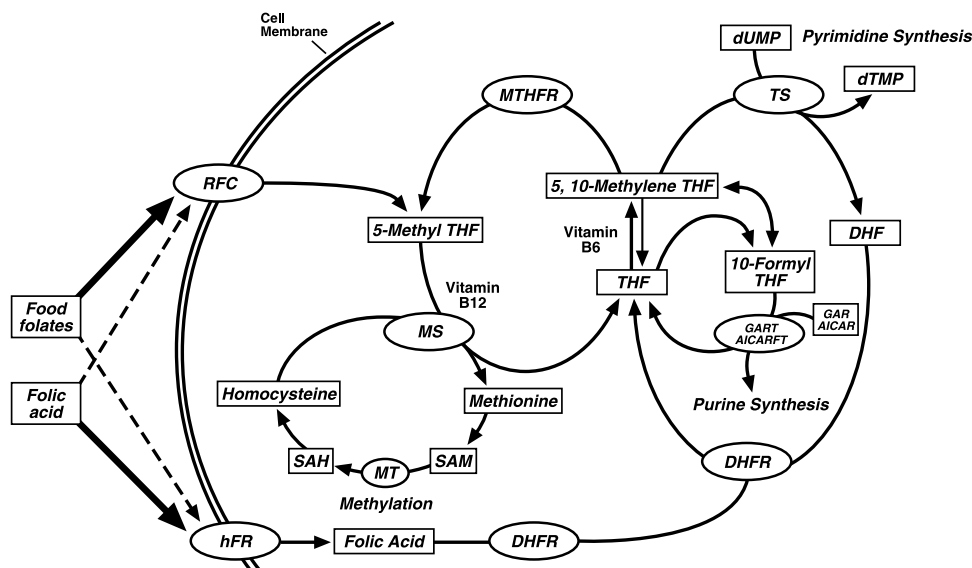 Cell
Membrane
dUMP
Pyrimidine Synthesis
dTMP
MTHFR
TS
RFC
5, 10-Methylene THF
5-Methyl THF
Vitamin
B6
DHF
10-Formyl
THF
THF
Vitamin
B12
Food
folates
MS
GART
AICARFT
GAR
AICAR
Folic
acid
Homocysteine
Methionine
Purine Synthesis
SAH
MT
SAM
DHFR
Methylation
hFR
Folic Acid
DHFR